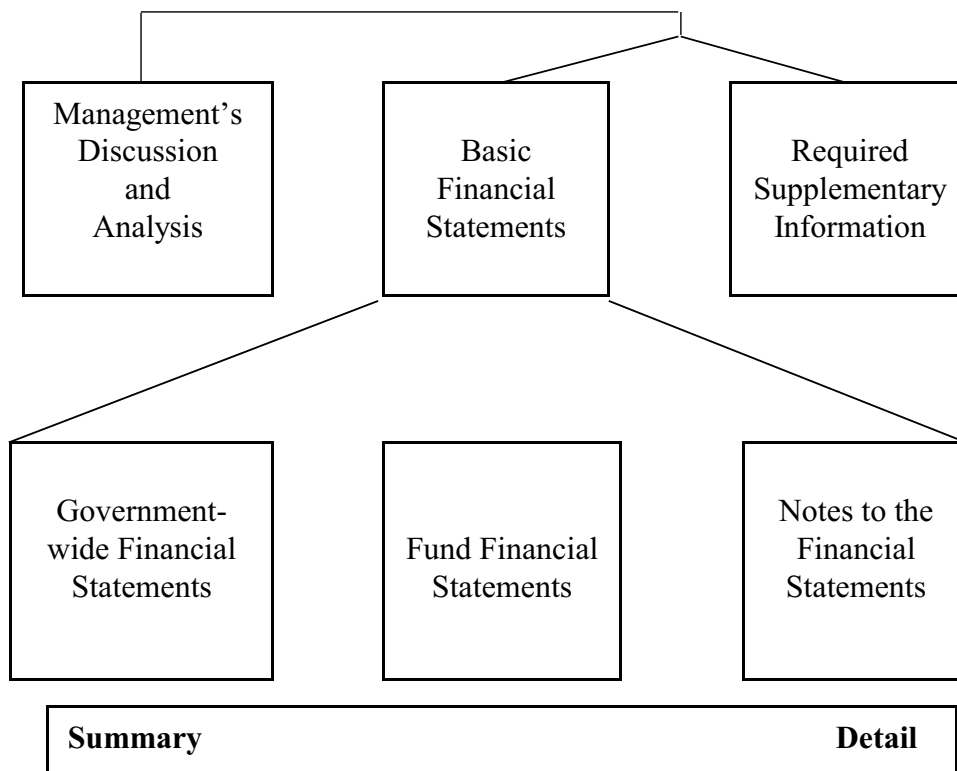 Management’s
Discussion
and
Analysis
Basic
Financial
Statements
Required
Supplementary
Information
Government-
wide Financial
Statements
Fund Financial
Statements
Notes to the
Financial
Statements
Summary Detail